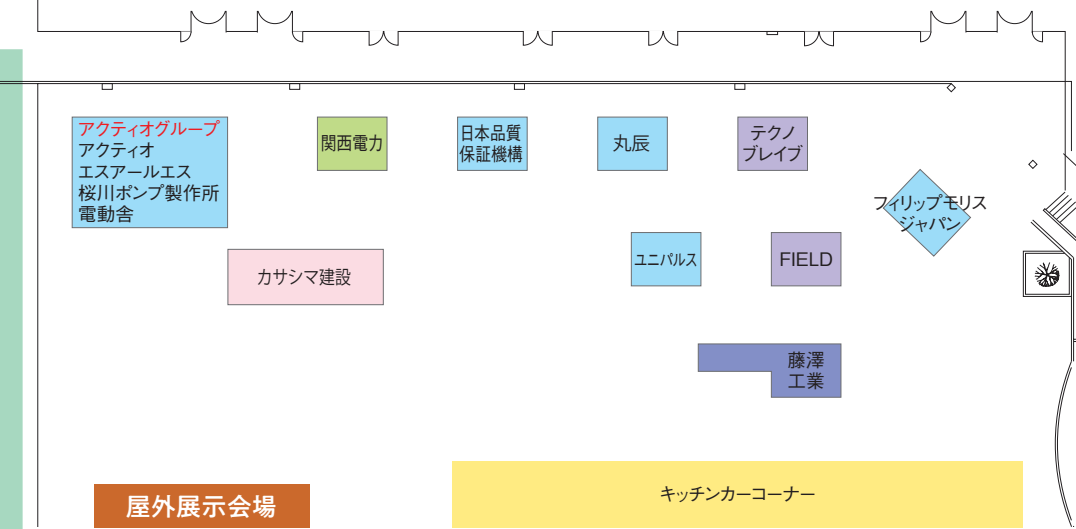 アクティオグループ
アクティオ
エスアールエス
桜川ポンプ製作所
電動舎
関西電力
日本品質
保証機構
丸辰
テクノ
ブレイブ
フィリップモリス
ジャパン
カサシマ建設
ユニパルス
FIELD
藤澤
工業
キッチンカーコーナー
屋外展示会場